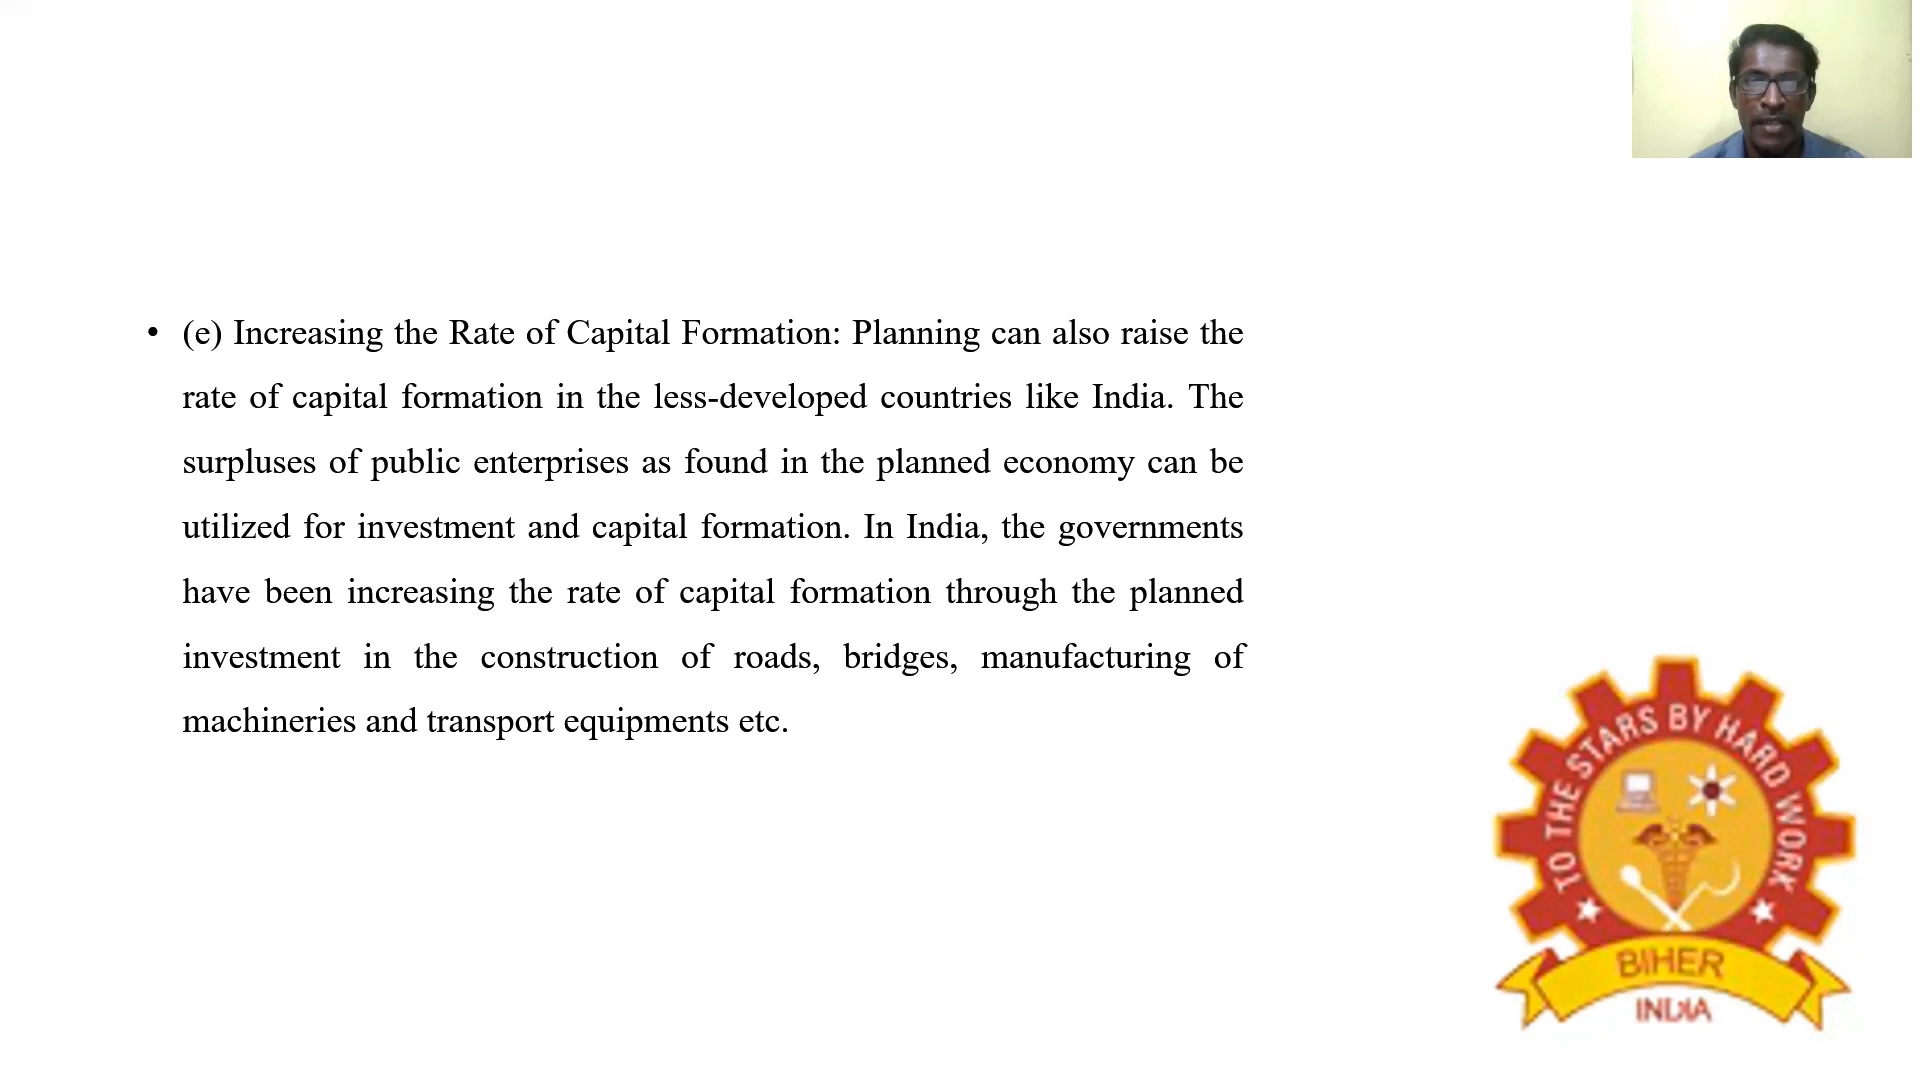 • (e) Increasing the Rate of Capital Formation: Planning can also raise the
rate of capital formation in the less-developed countries like India. The
surpluses of public enterprises as found in the planned economy can be
utilized for investment and capital formation. In India, the governments
have been increasing the rate of capital formation through the planned
investment in the construction of roads, bridges, manufacturing of
machineries and transport equipments etc.
TO THE STARS BY HARD WORK
BIHER
INDIA